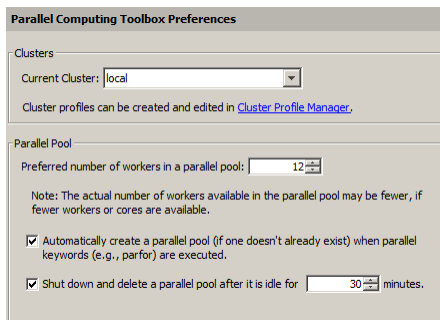 Parallel Computing Toolbox Preferences
Clusters
Current Cluster: local
Cluster profiles can be created and edited in Cluster Profile Manager.
Parallel Pool
Preferred number of workers in a parallel pool: 12
Note: The actual number of workers available in the parallel pool may be fewer, if
fewer workers or cores are available.
Automatically create a parallel pool (if one doesn't already exist) when parallel
keywords (e.g., parfor) are executed.
Shut down and delete a parallel pool after it is idle for 30 minutes.